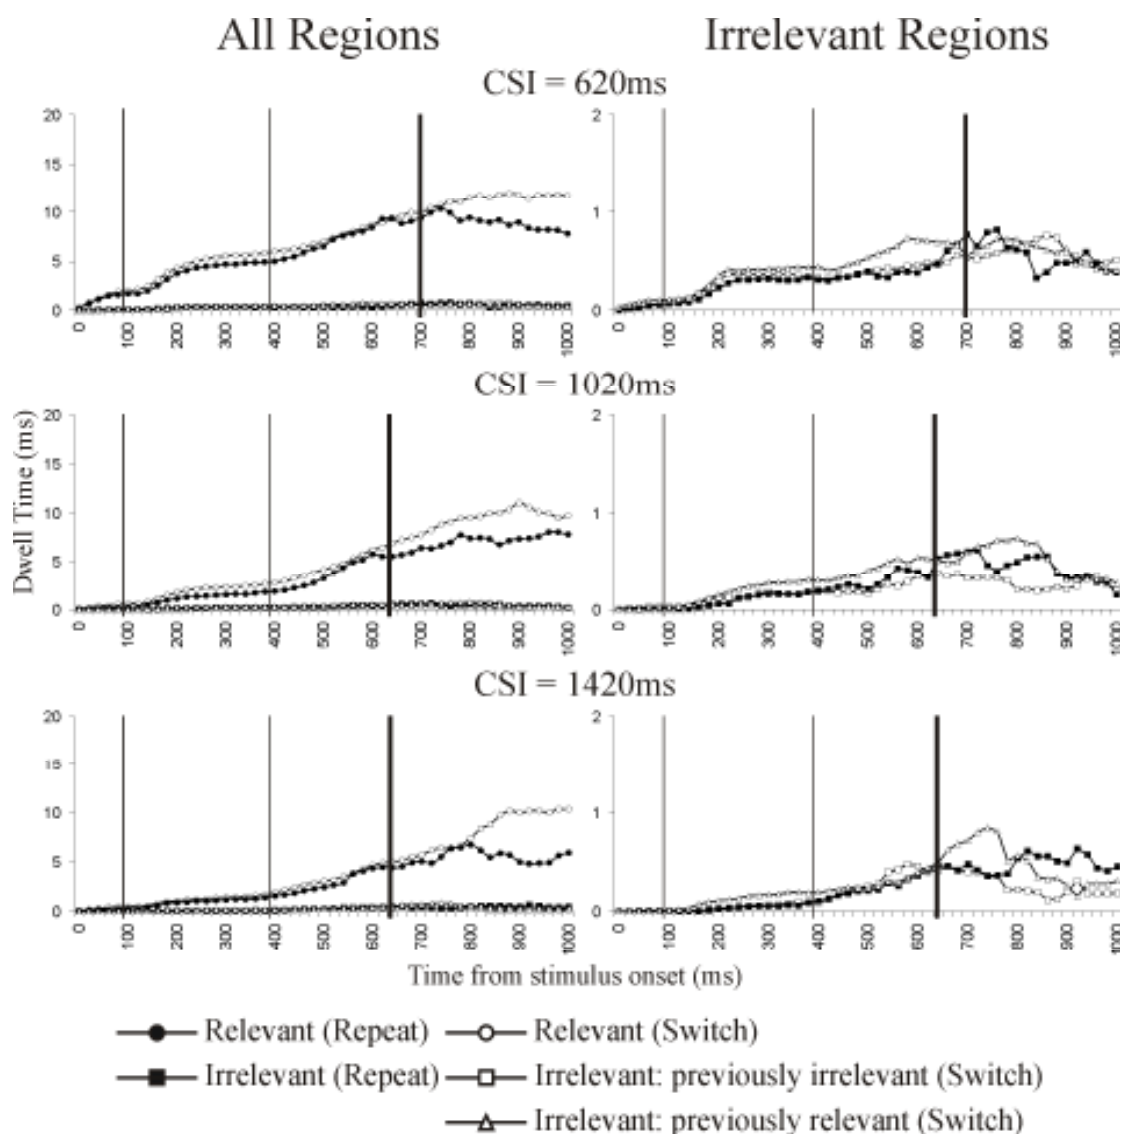 All Regions Irrelevant Regions
CSI = 620ms
20 2
15
10 1
5
0 0
0 100 200 300 400 500 600 700 800 900 1000 0 100 200 300 400 500 600 700 800 900 1000
CSI = 1020ms
20 2
15
10 1
5
0 0
0 100 200 300 400 500 600 700 800 900 1000 0 100 200 300 400 500 600 700 800 900 1000
Dwell Time (ms)
CSI = 1420ms
20 2
15
10 1
5
0 0
0 100 200 300 400 500 600 700 800 900 1000 0 100 200 300 400 500 600 700 800 900 1000
Time from stimulus onset (ms)
Relevant (Repeat) Relevant (Switch)
Irrelevant (Repeat) Irrelevant: previously irrelevant (Switch)
Irrelevant: previously relevant (Switch)